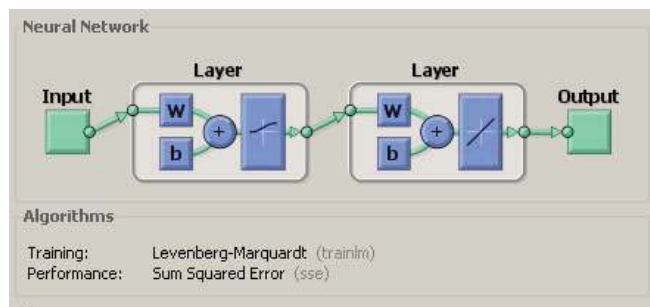 Neural Network
Layer Layer
Input Output
W W
+ +
b b
Algorithms
Training: Levenberg-Marquardt (trainlm)
Performance: Sum Squared Error (sse)